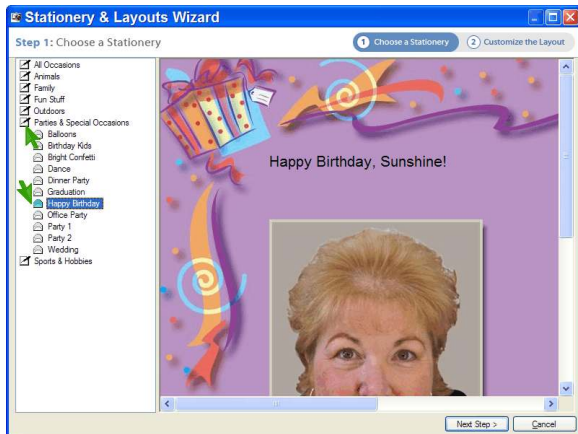 Stationery & Layouts Wizard
Step 1: Choose a Stationery
1 Choose a Stationery
2 Customize the Layout
All Occasions
Animals
Family
Fun Stuff
Outdoors
Parties & Special Occasions
Balloons
Birthday Kids
Bright Confetti
Dance
Dinner Party
Graduation
Happy Birthday
Office Party
Party 1
Party 2
Wedding
Sports & Hobbies
Happy Birthday, Sunshine!
Next Step >
Cancel